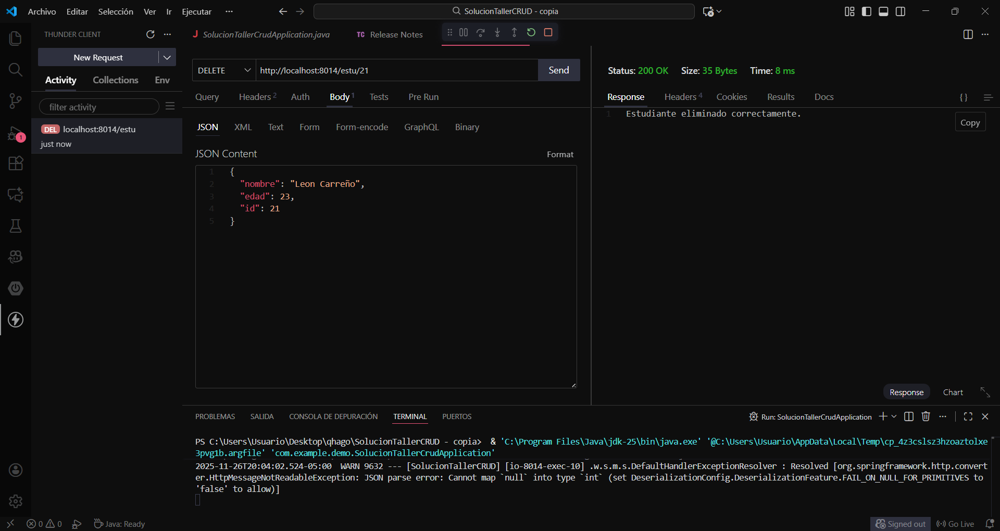 Archivo Editar Selección Ver Ir Ejecutar ···
SolucionTallerCRUD - copia
THUNDER CLIENT
New Request
Activity Collections Env
filter activity
DEL localhost:8014/estu
just now
1
J SolucionTallerCrudApplication.java
TC Release Notes
DELETE http://localhost:8014/estu/21 Send
Query Headers 2 Auth Body 1 Tests Pre Run
JSON XML Text Form Form-encode GraphQL Binary
JSON Content Format
1 {
2 "nombre": "Leon Carreño",
3 "edad": 23,
4 "id": 21
5 }
Status: 200 OK Size: 35 Bytes Time: 8 ms
Response Headers 4 Cookies Results Docs {}
1 Estudiante eliminado correctamente.
Copy
Response Chart
PROBLEMAS SALIDA CONSOLA DE DEPURACIÓN TERMINAL PUERTOS
Run: SolucionTallerCrudApplication
PS C:\Users\Usuario\Desktop\qhago\SolucionTallerCRUD - copia> & 'C:\Program Files\Java\jdk-25\bin\java.exe' '@C:\Users\Usuario\AppData\Local\Temp\cp_4z3cslsz3hzoaztolxe
3pvg1b.argfile' 'com.example.demo.SolucionTallerCrudApplication'
2025-11-26T20:04:02.524-05:00 WARN 9632 --- [SolucionTallerCRUD] [io-8014-exec-10] .w.s.m.s.DefaultHandlerExceptionResolver : Resolved [org.springframework.http.convert
er.HttpMessageNotReadableException: JSON parse error: Cannot map `null` into type `int` (set DeserializationConfig.DeserializationFeature.FAIL_ON_NULL_FOR_PRIMITIVES to
'false' to allow)]
0 0 Java: Ready
Signed out Go Live